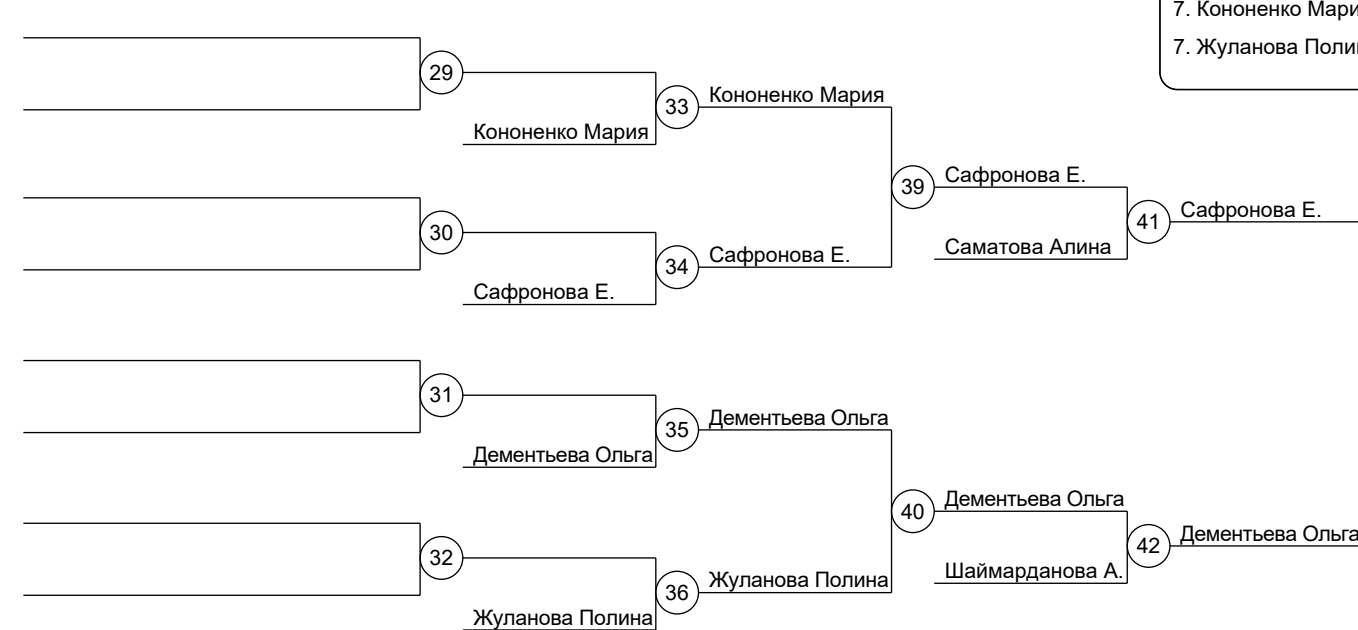 7. Кононенко
7.  Жуланова
29
33
Кононенко Мария
Кононенко Мария
39
Сафронова Е.
41
Сафронова Е.
Саматова Алина
30
34
Сафронова Е.
Сафронова Е.
31
35
Дементьева Ольга
Дементьева Ольга
40
Дементьева Ольга
42
Дементьева Ольга
Шаймарданова А.
32
36
Жуланова Полина
Жуланова Полина